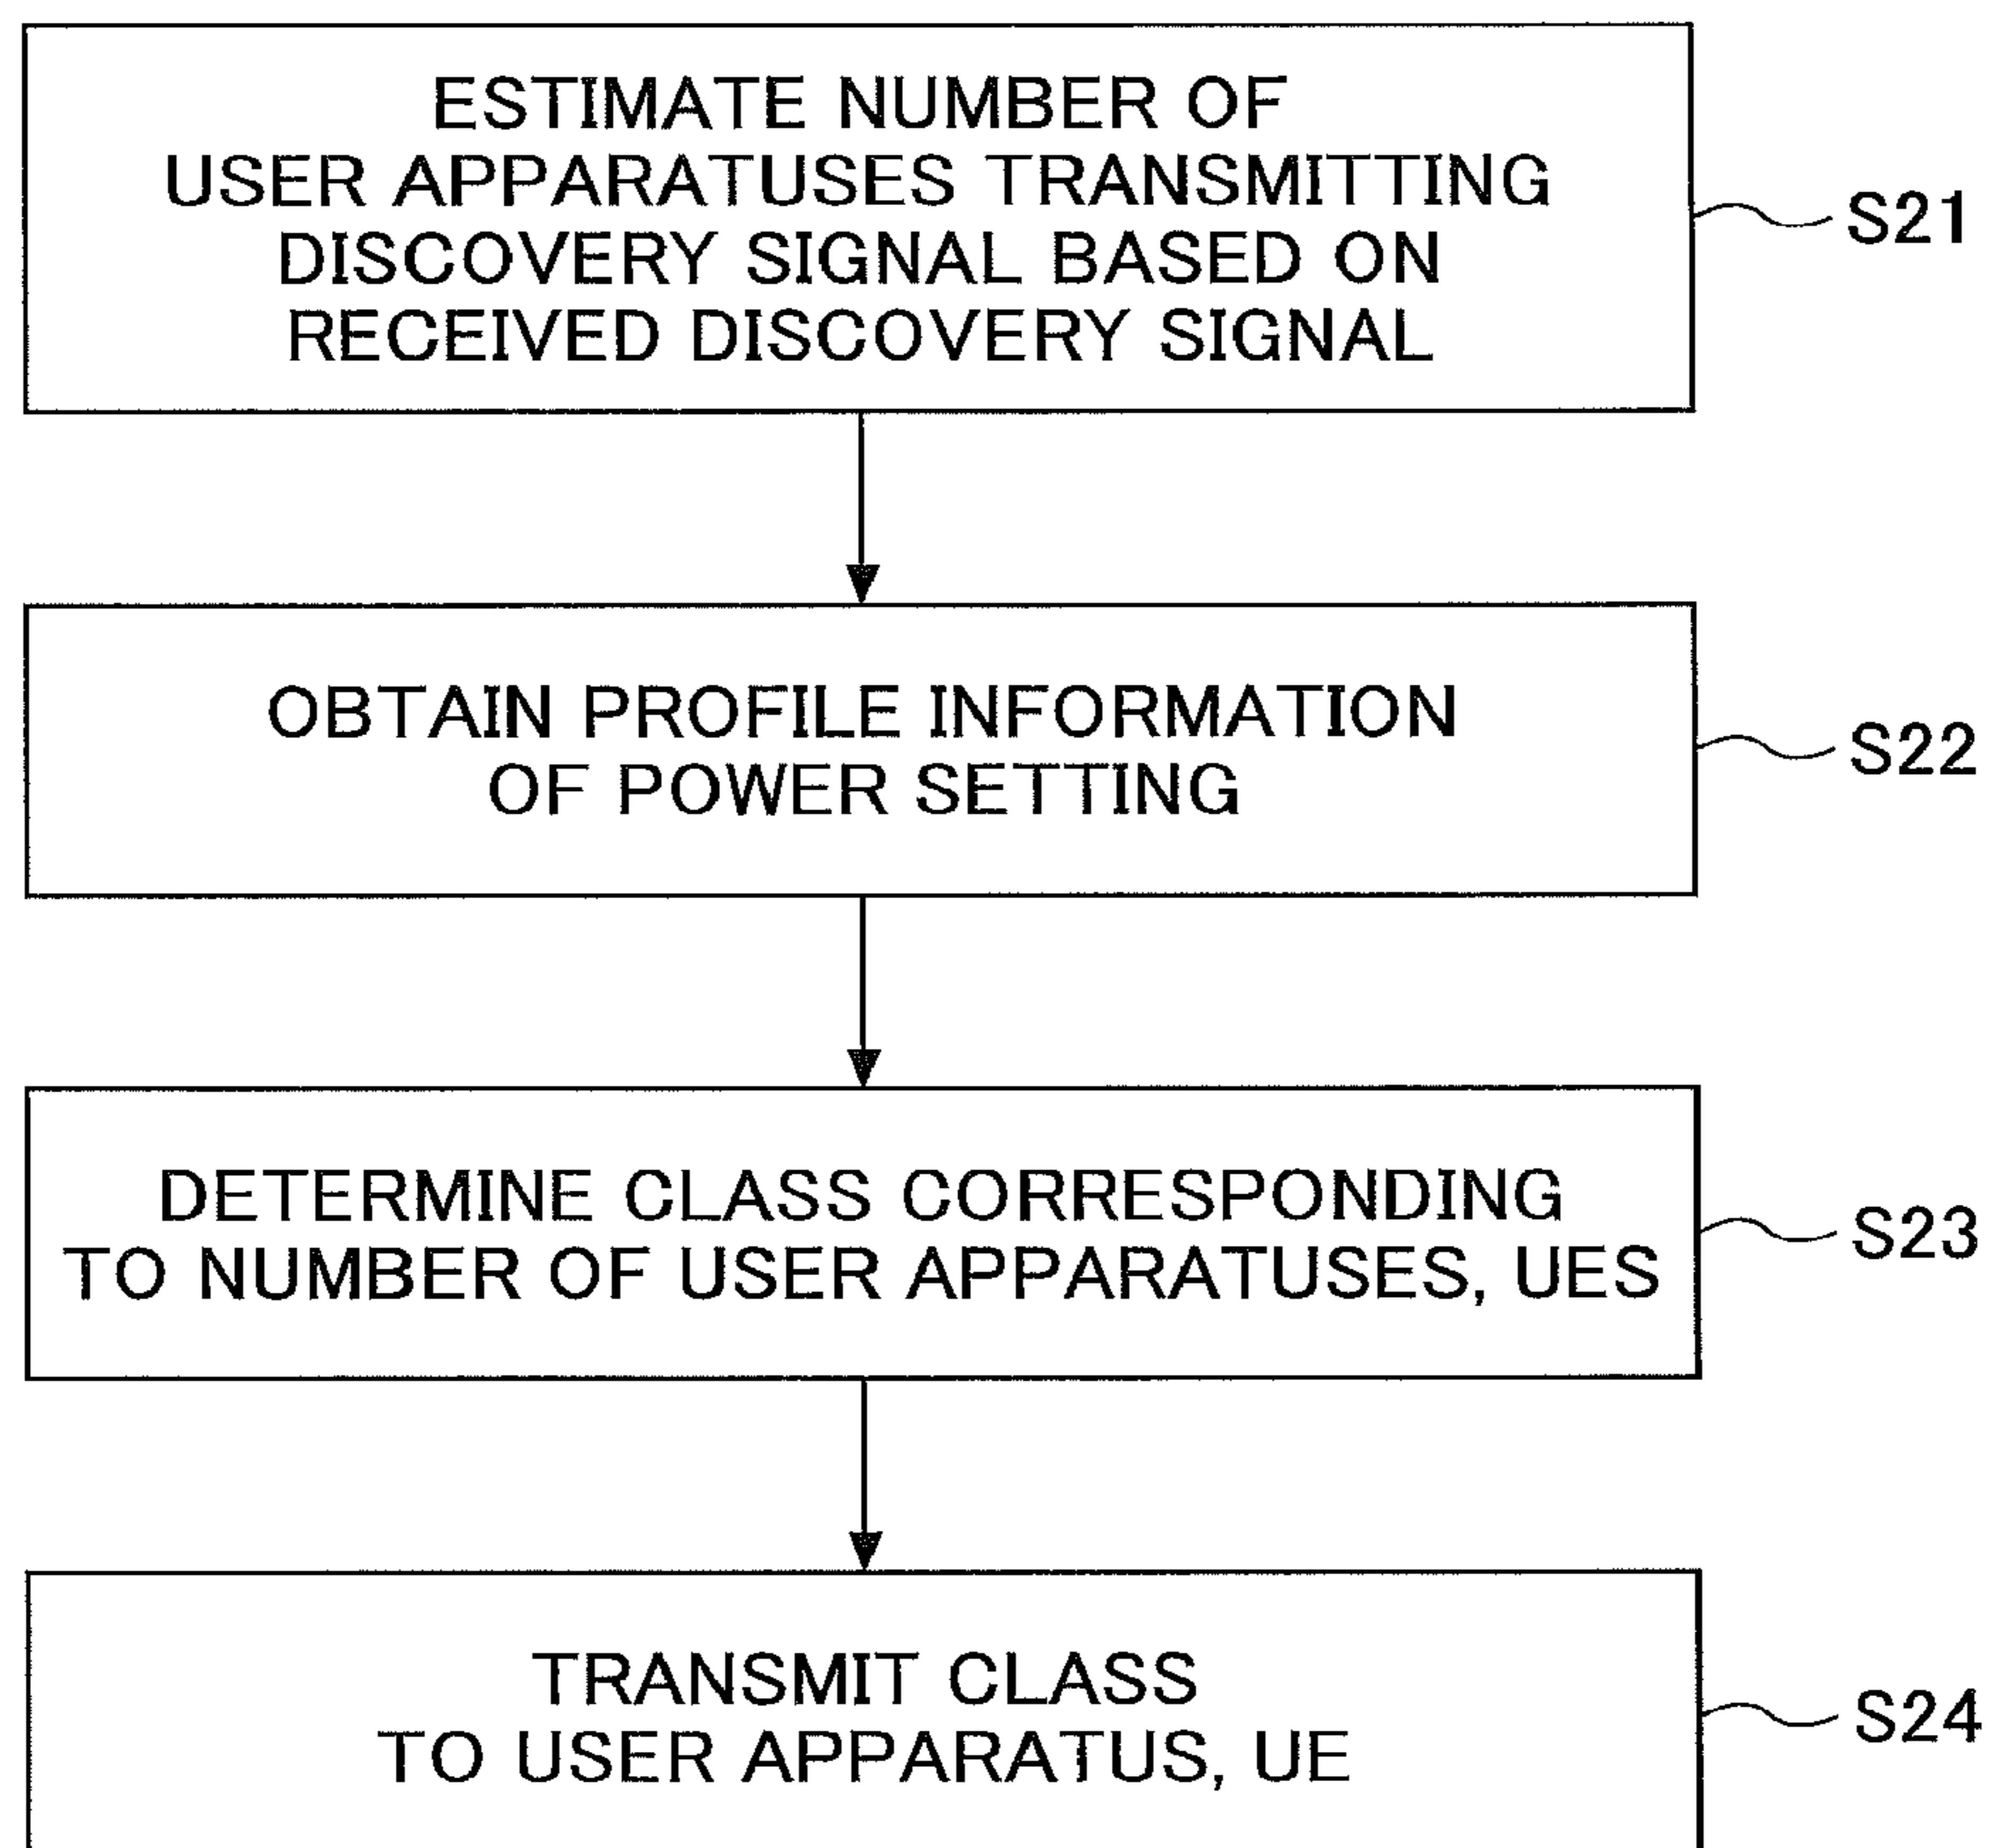 ESTIMATE NUMBER OF
USER APPARATUSES TRANSMITTING
DISCOVERY SIGNAL BASED ON
RECEIVED DISCOVERY SIGNAL
S21
OBTAIN PROFILE INFORMATION
OF POWER SETTING
S22
DETERMINE CLASS CORRESPONDING
TO NUMBER OF USER APPARATUSES, UES
S23
TRANSMIT CLASS
TO USER APPARATUS, UE
S24